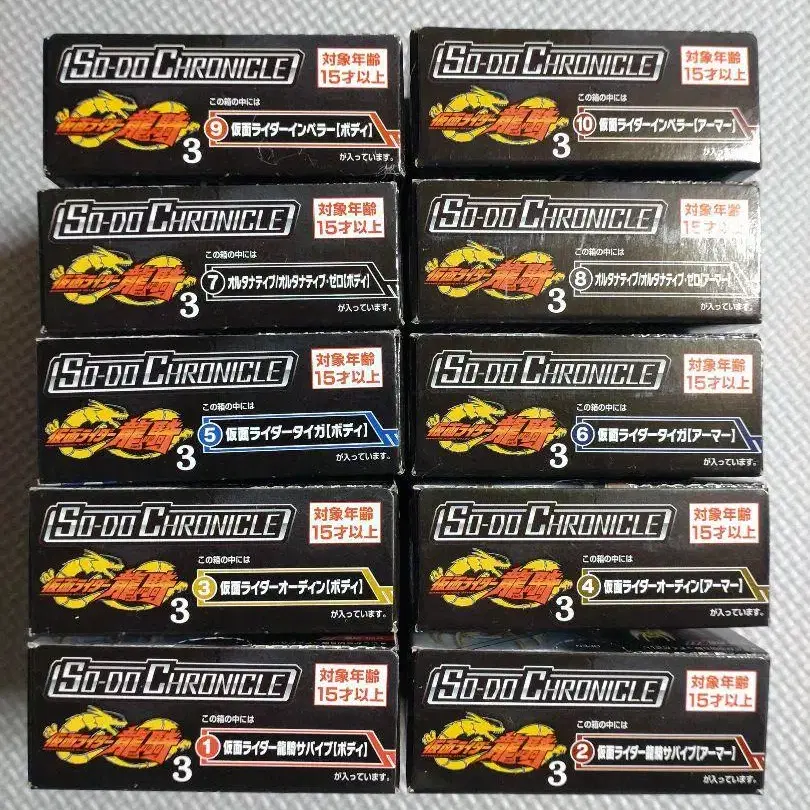 SO-DO CHRONICLE
対象年齢
15才以上
この箱の中には
仮面ライダー龍騎 3
9 仮面ライダーインペラー[ボディ]
が入っています。
SO-DO CHRONICLE
対象年齢
15才以上
この箱の中には
仮面ライダー龍騎 3
10 仮面ライダーインペラー[アーマー]
が入っています。
SO-DO CHRONICLE
対象年齢
15才以上
この箱の中には
仮面ライダー龍騎 3
7 オルタナティブ/オルタナティブ・ゼロ[ボディ]
が入っています。
SO-DO CHRONICLE
対象年齢
15才以上
この箱の中には
仮面ライダー龍騎 3
8 オルタナティブ/オルタナティブ・ゼロ[アーマー]
が入っています。
SO-DO CHRONICLE
対象年齢
15才以上
この箱の中には
仮面ライダー龍騎 3
5 仮面ライダータイガ[ボディ]
が入っています。
SO-DO CHRONICLE
対象年齢
15才以上
この箱の中には
仮面ライダー龍騎 3
6 仮面ライダータイガ[アーマー]
が入っています。
SO-DO CHRONICLE
対象年齢
15才以上
この箱の中には
仮面ライダー龍騎 3
3 仮面ライダーオーディン[ボディ]
が入っています。
SO-DO CHRONICLE
対象年齢
15才以上
この箱の中には
仮面ライダー龍騎 3
4 仮面ライダーオーディン[アーマー]
が入っています。
SO-DO CHRONICLE
対象年齢
15才以上
この箱の中には
仮面ライダー龍騎 3
1 仮面ライダー龍騎サバイブ[ボディ]
が入っています。
SO-DO CHRONICLE
対象年齢
15才以上
この箱の中には
仮面ライダー龍騎 3
2 仮面ライダー龍騎サバイブ[アーマー]
が入っています。